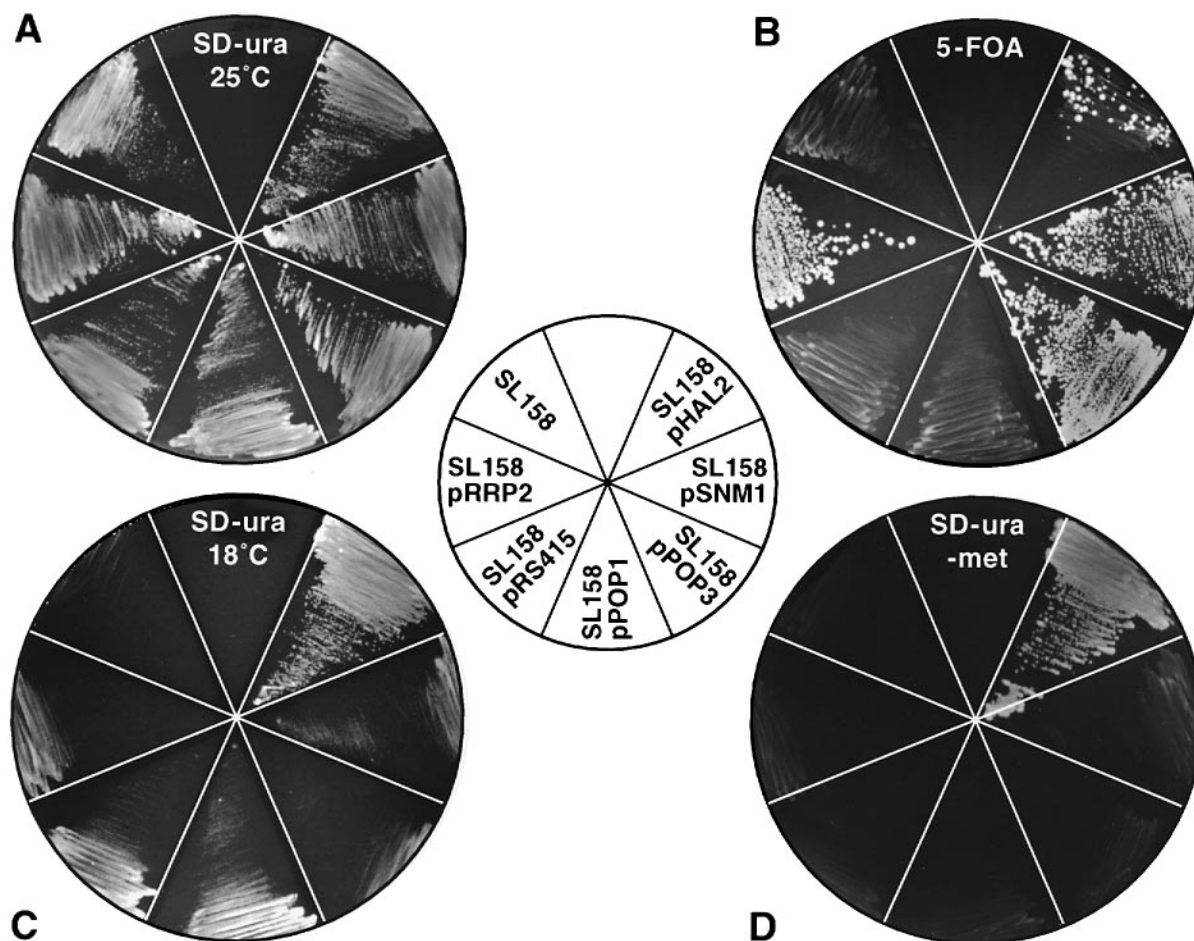 A
SD-ura
25°C
B
5-FOA
SL158
SL158
pHAL2
SL158
pRRP2
SL158
pSNM1
SL158
pRS415
SL158
pPOP1
SL158
pPOP3
C
SD-ura
18°C
D
SD-ura
-met